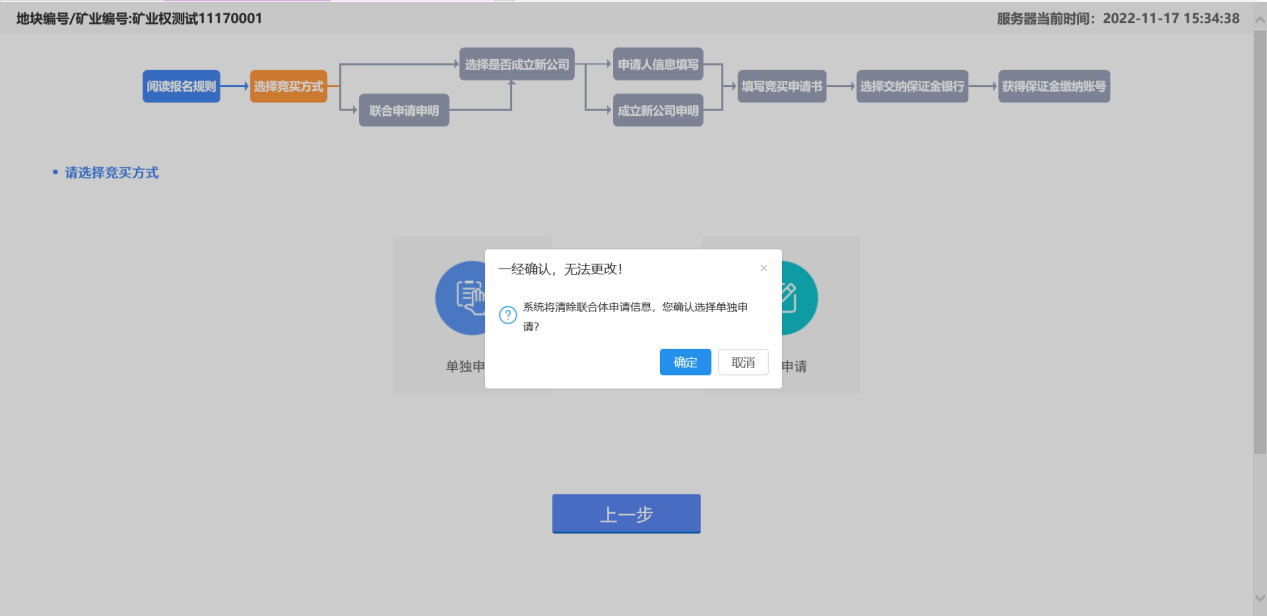 地块编号/矿业编号:矿业权测试11170001
服务器当前时间：2022-11-17 15:34:38
阅读报名规则
选择竞买方式
选择是否成立新公司
联合申请申明
申请人信息填写
成立新公司申明
填写竞买申请书
选择交纳保证金银行
获得保证金缴纳账号
• 请选择竞买方式
一经确认，无法更改！
×
系统将清除联合体申请信息，您确认选择单独申
请?
确定
取消
单独申
申请
上一步